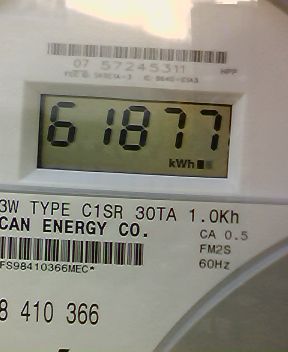 07 57245311
61877
kWh
3W TYPE C1SR 30TA 1.0Kh
CAN ENERGY CO.
CA 0.5
FM2S
60Hz
FS98410366MEC*
8 410 366